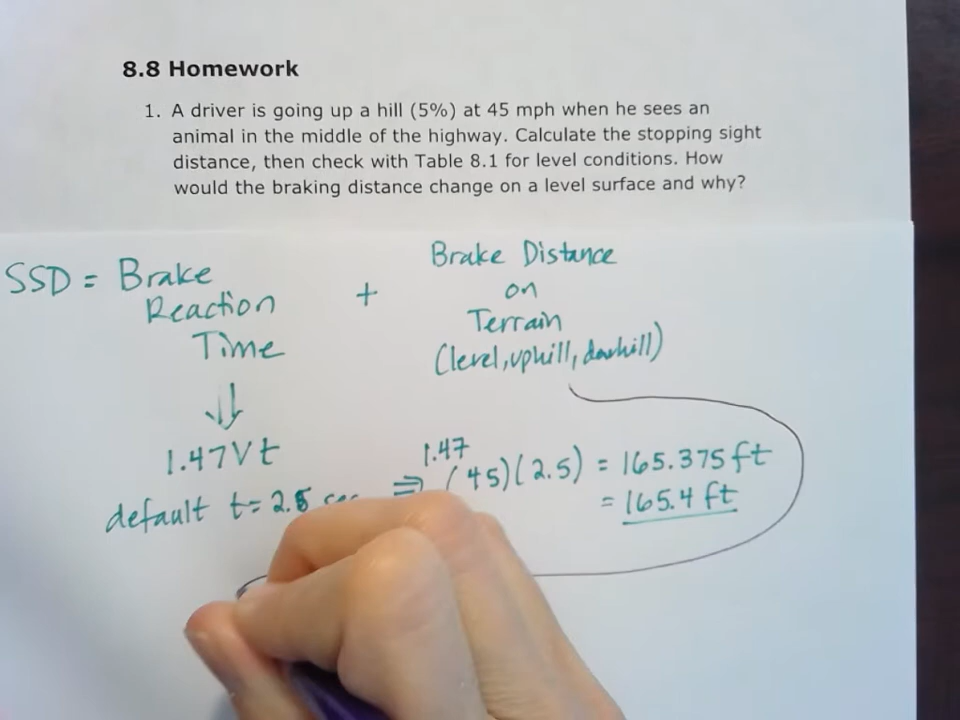 8.8 Homework
1. A driver is going up a hill (5%) at 45 mph when he sees an
animal in the middle of the highway. Calculate the stopping sight
distance, then check with Table 8.1 for level conditions. How
would the braking distance change on a level surface and why?
SSD = Brake
Reaction
Time
+
Brake Distance
on
Terrain
(level, uphill, downhill)
⇓
1.47Vt
default t = 2.5 sec
⇒ 1.47 (45)(2.5) = 165.375 ft
= 165.4 ft